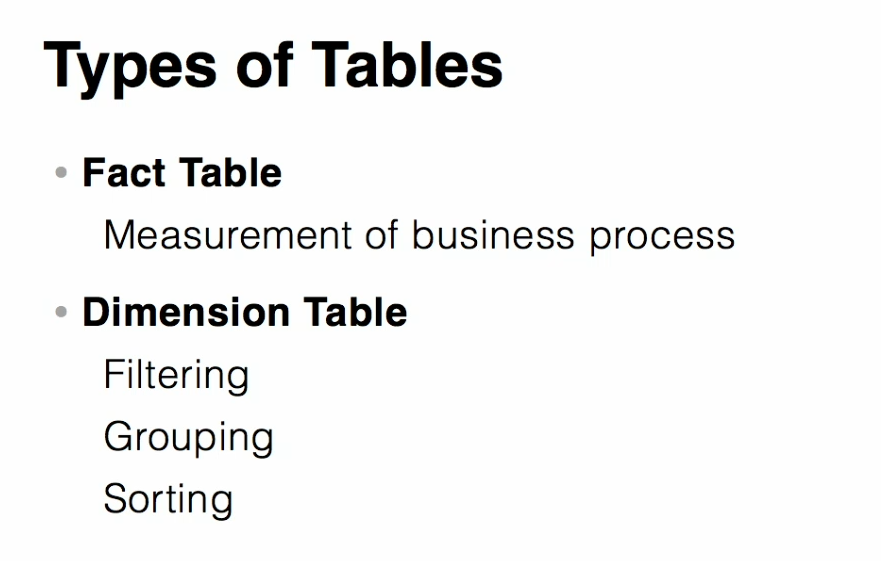 Types of Tables
• Fact Table
Measurement of business process
• Dimension Table
Filtering
Grouping
Sorting